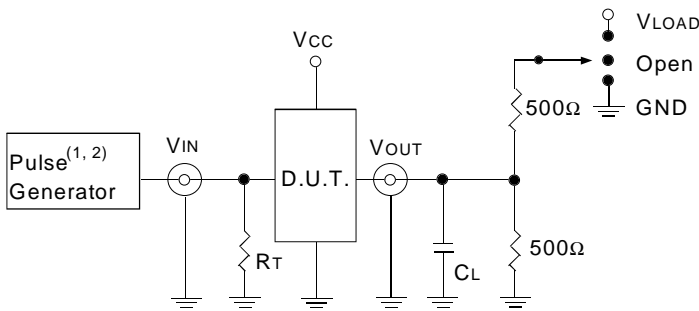 VLOAD
VCC
Open
500Ω
GND
VIN
VOUT
Pulse(1, 2)
Generator
D.U.T.
RT
CL
500Ω